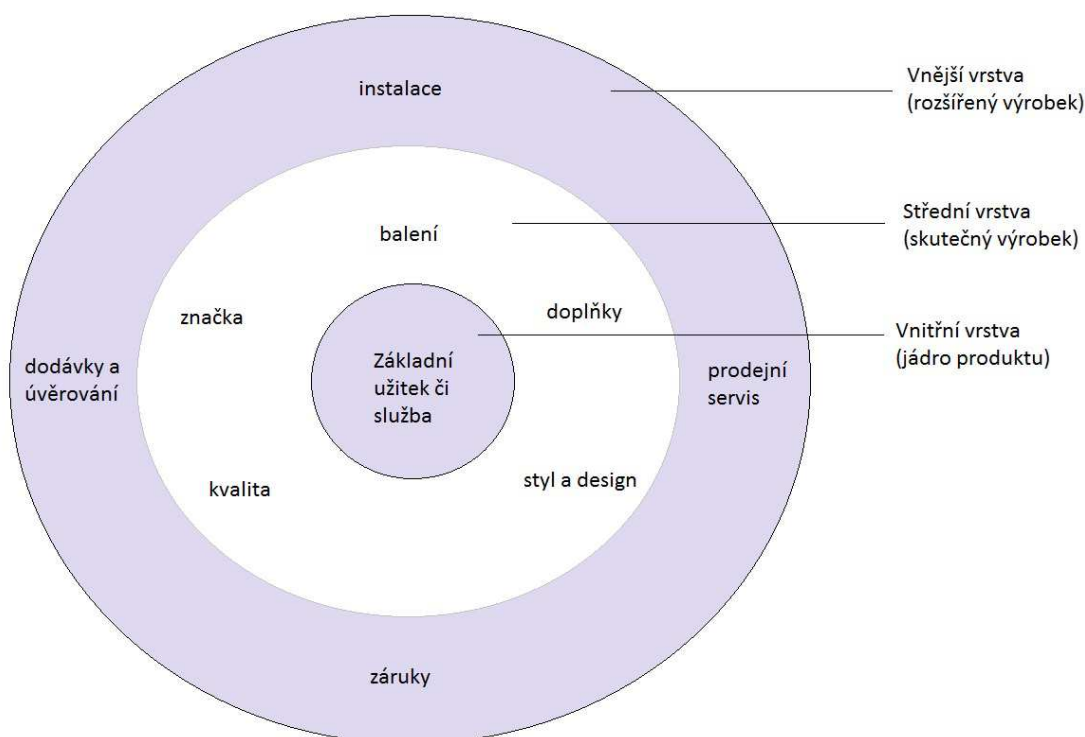 instalace
Vnější vrstva
(rozšířený výrobek)
balení
Střední vrstva
(skutečný výrobek)
značka
doplňky
Vnitřní vrstva
(jádro produktu)
Základní
užitek či
služba
dodávky a
úvěrování
prodejní
servis
kvalita
styl a design
záruky